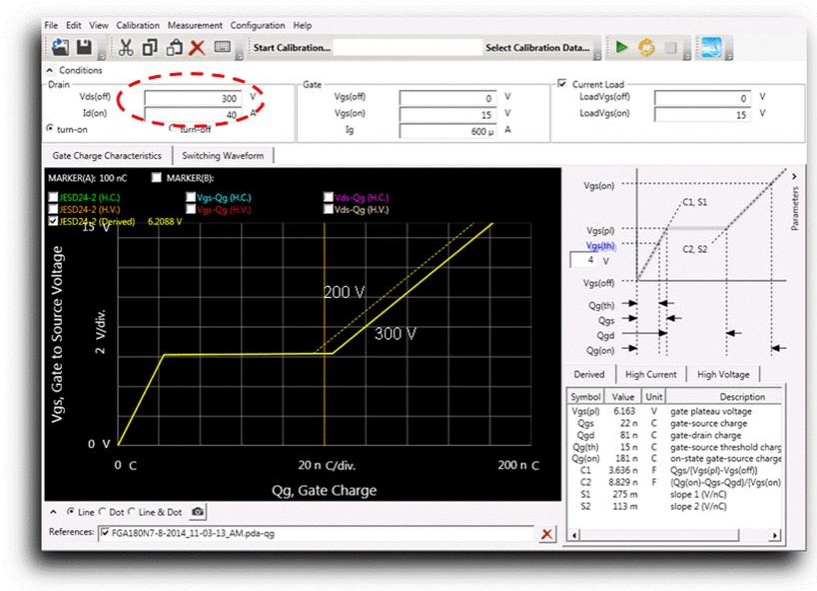 File Edit View Calibration Measurement Configuration Help
Start Calibration... Select Calibration Data...
Conditions
Drain
Vds(off) 300 V
Id(on) 40 A
turn-on turn-off
Gate
Vgs(off) 0 V
Vgs(on) 15 V
Ig 600 μ A
Current Load
LoadVgs(off) 0 V
LoadVgs(on) 15 V
Gate Charge Characteristics Switching Waveform
MARKER(A): 100 nC MARKER(B):
JESD24-2 (H.C.) Vgs-Qg (H.C.) Vds-Qg (H.C.)
JESD24-2 (H.V.) Vgs-Qg (H.V.) Vds-Qg (H.V.)
JESD24-2 (Derived) 6.2088 V
15 V
200 V
300 V
Vgs, Gate to Source Voltage
2 V/div.
0 V
0 C 20 n C/div. 200 n C
Qg, Gate Charge
Line Dot Line & Dot
References: FGA180N7-8-2014_11-03-13_AM.pda-qg
Parameters
Vgs(on)
C1, S1
Vgs(pl)
Vgs(th)
4 V
C2, S2
Vgs(off)
Qg(th)
Qgs
Qgd
Qg(on)
Derived High Current High Voltage
Symbol Value Unit Description
Vgs(pl) 6.163 V gate plateau voltage
Qgs 22 n C gate-source charge
Qgd 81 n C gate-drain charge
Qg(th) 15 n C gate-source threshold charg
Qg(on) 181 n C on-state gate-source charge
C1 3.636 n F Qgs/(Vgs(pl)-Vgs(off))
C2 8.829 n F (Qg(on)-Qgs-Qgd)/(Vgs(on)
S1 275 m slope 1 (V/nC)
S2 113 m slope 2 (V/nC)